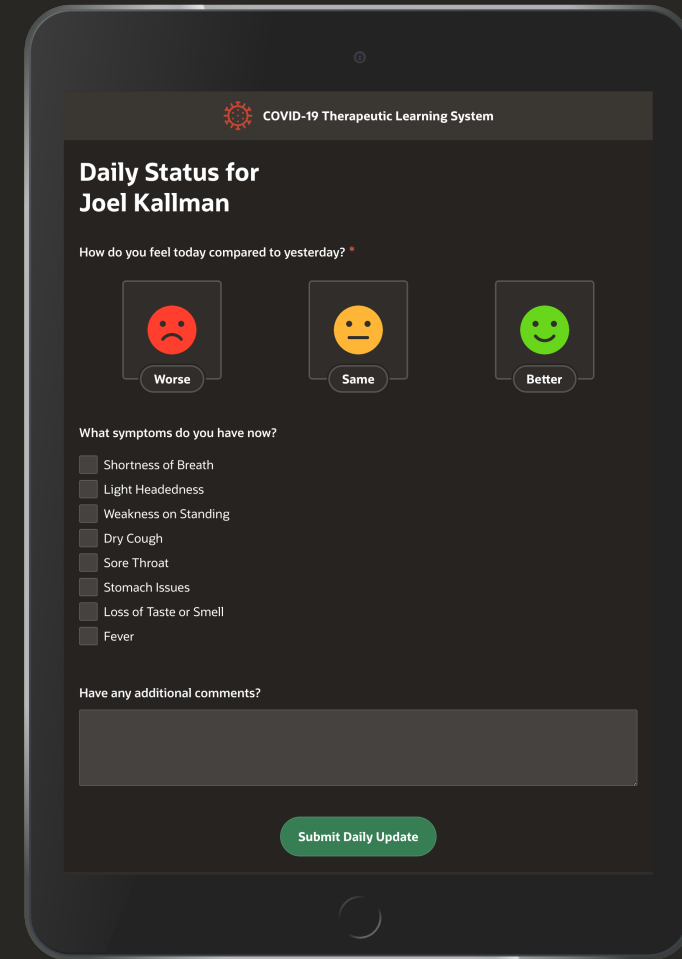 COVID-19 Therapeutic Learning System
Daily Status for
Joel Kallman
How do you feel today compared to yesterday? *
Worse
Same
Better
What symptoms do you have now?
Shortness of Breath
Light Headedness
Weakness on Standing
Dry Cough
Sore Throat
Stomach Issues
Loss of Taste or Smell
Fever
Have any additional comments?
Submit Daily Update